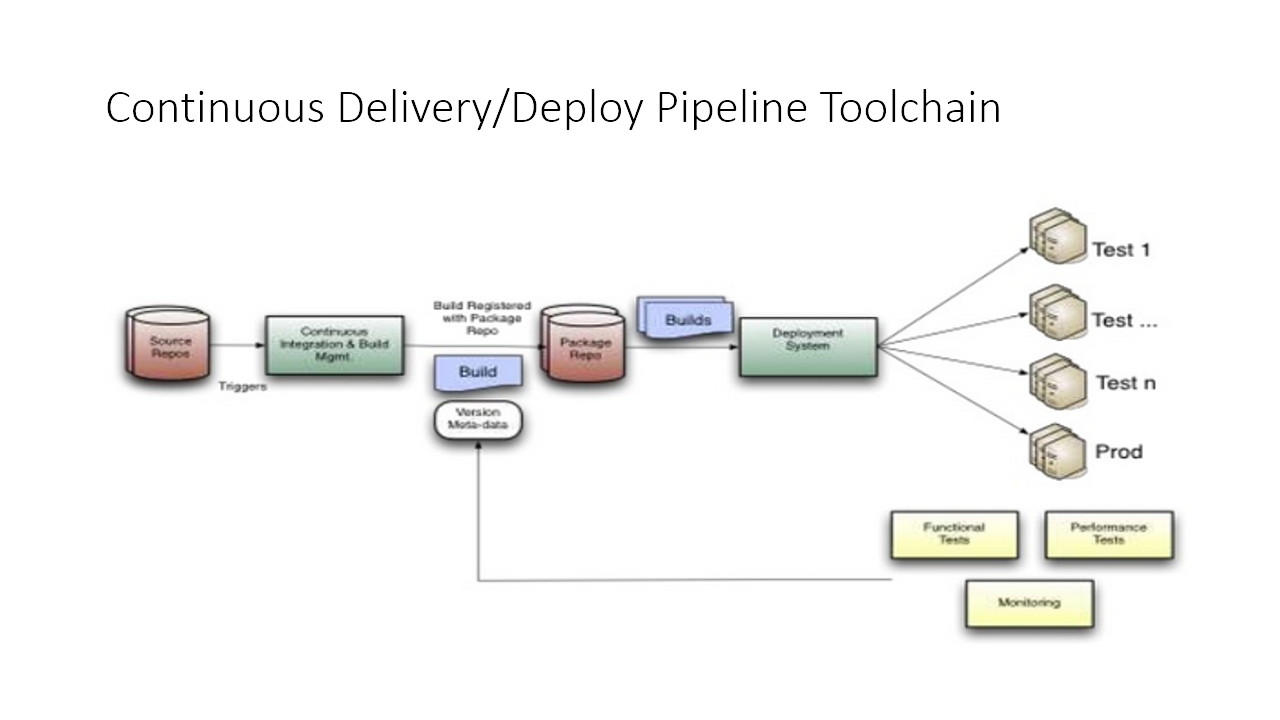 Continuous Delivery/Deploy Pipeline Toolchain
Source
Repos
Triggers
Continuous
Integration & Build
Mgmt.
Build Registered
with Package
Repo
Build
Version
Meta-data
Package
Repo
Builds
Deployment
System
Test 1
Test ...
Test n
Prod
Functional
Tests
Performance
Tests
Monitoring